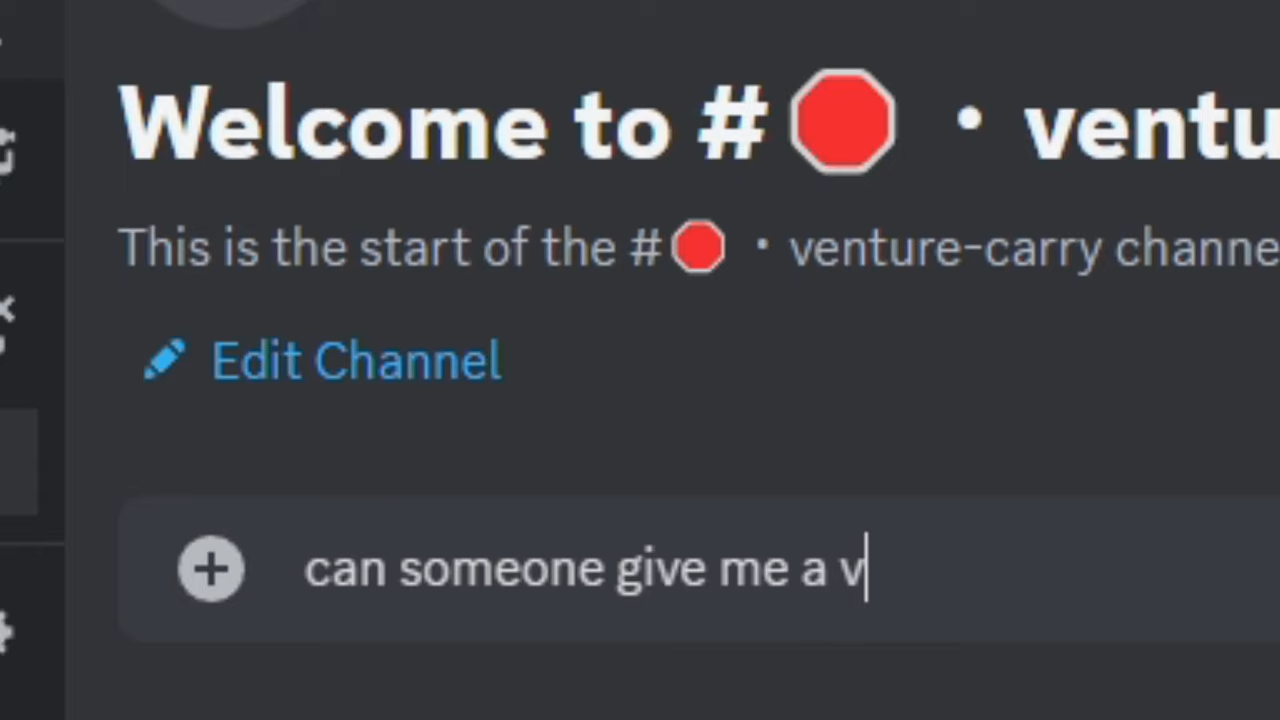 Welcome to #🛑・ventu
This is the start of the #🛑・venture-carry channe
Edit Channel
can someone give me a v